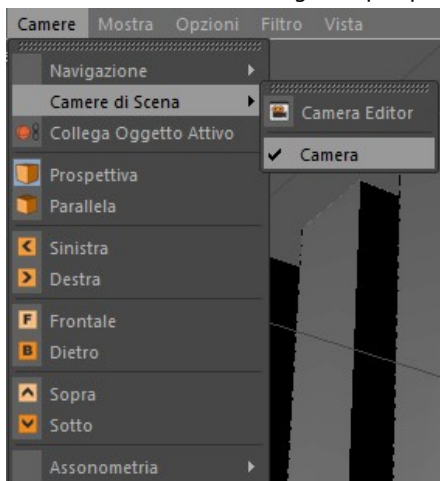 Camere Mostra Opzioni Filtro Vista
Navigazione
Camere di Scena
Collega Oggetto Attivo
Prospettiva
Parallela
Sinistra
Destra
F Frontale
B Dietro
Sopra
Sotto
Assonometria
Camera Editor
Camera